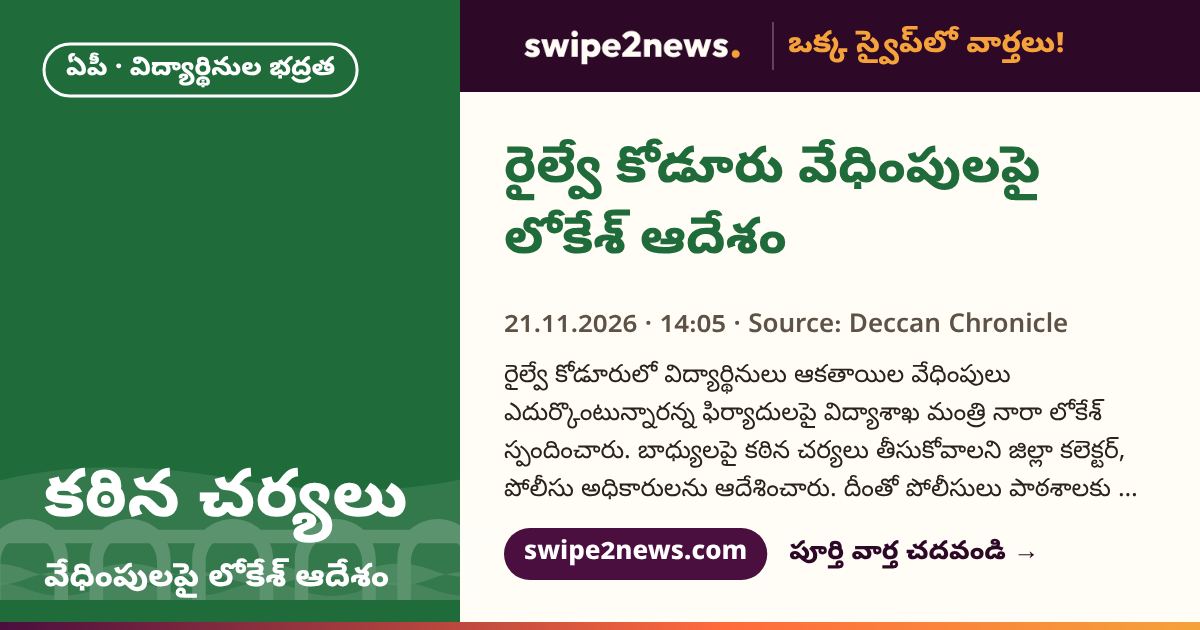 ఏపీ · విద్యార్థినుల భద్రత
swipe2news.
ఒక్క స్వైప్‌లో వార్తలు!
రైల్వే కోడూరు వేధింపులపై
లోకేశ్ ఆదేశం
21.11.2026 · 14:05 · Source: Deccan Chronicle
రైల్వే కోడూరులో విద్యార్థినులు ఆకతాయిల వేధింపులు
ఎదుర్కొంటున్నారన్న ఫిర్యాదులపై విద్యాశాఖ మంత్రి నారా లోకేశ్
స్పందించారు. బాధ్యులపై కఠిన చర్యలు తీసుకోవాలని జిల్లా కలెక్టర్,
పోలీసు అధికారులను ఆదేశించారు. దీంతో పోలీసులు పాఠశాలకు ...
కఠిన చర్యలు
వేధింపులపై లోకేశ్ ఆదేశం
swipe2news.com
పూర్తి వార్త చదవండి →